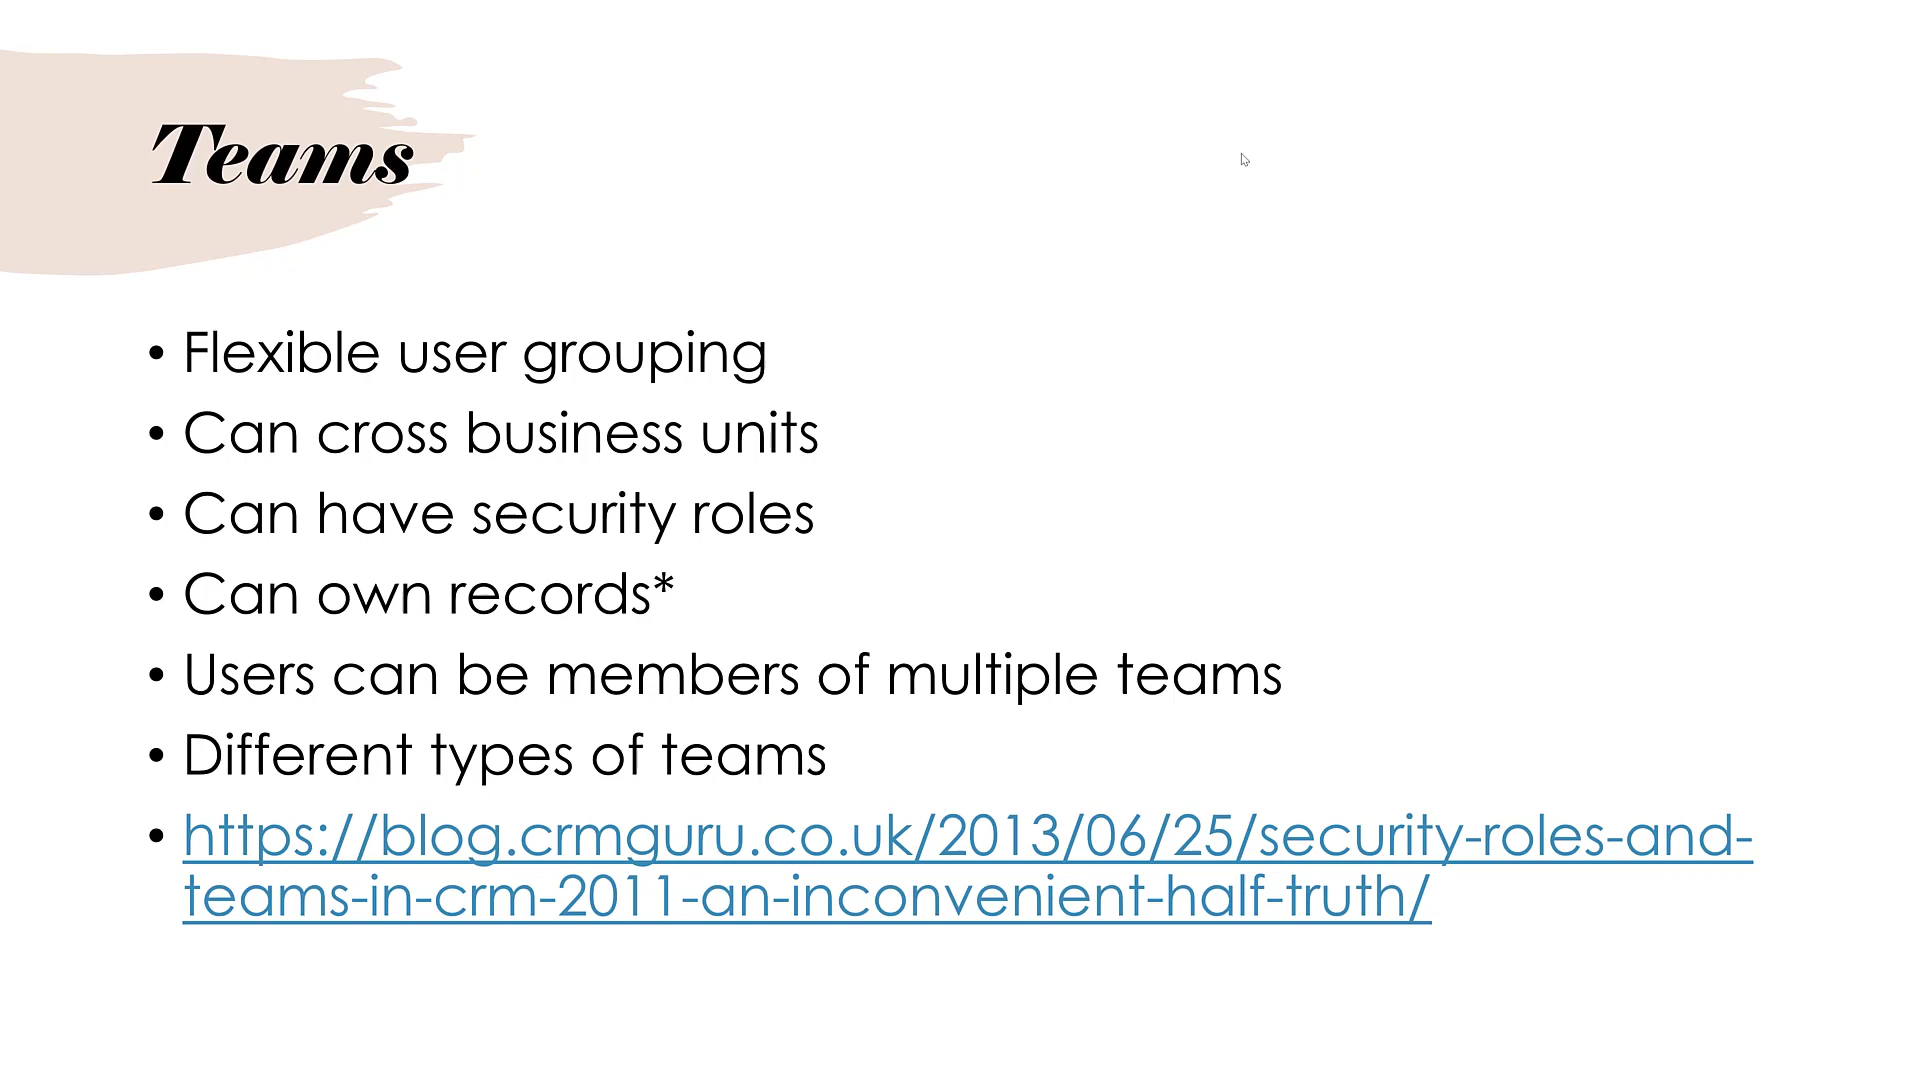 Teams
• Flexible user grouping
• Can cross business units
• Can have security roles
• Can own records*
• Users can be members of multiple teams
• Different types of teams
• https://blog.crmguru.co.uk/2013/06/25/security-roles-and-
teams-in-crm-2011-an-inconvenient-half-truth/